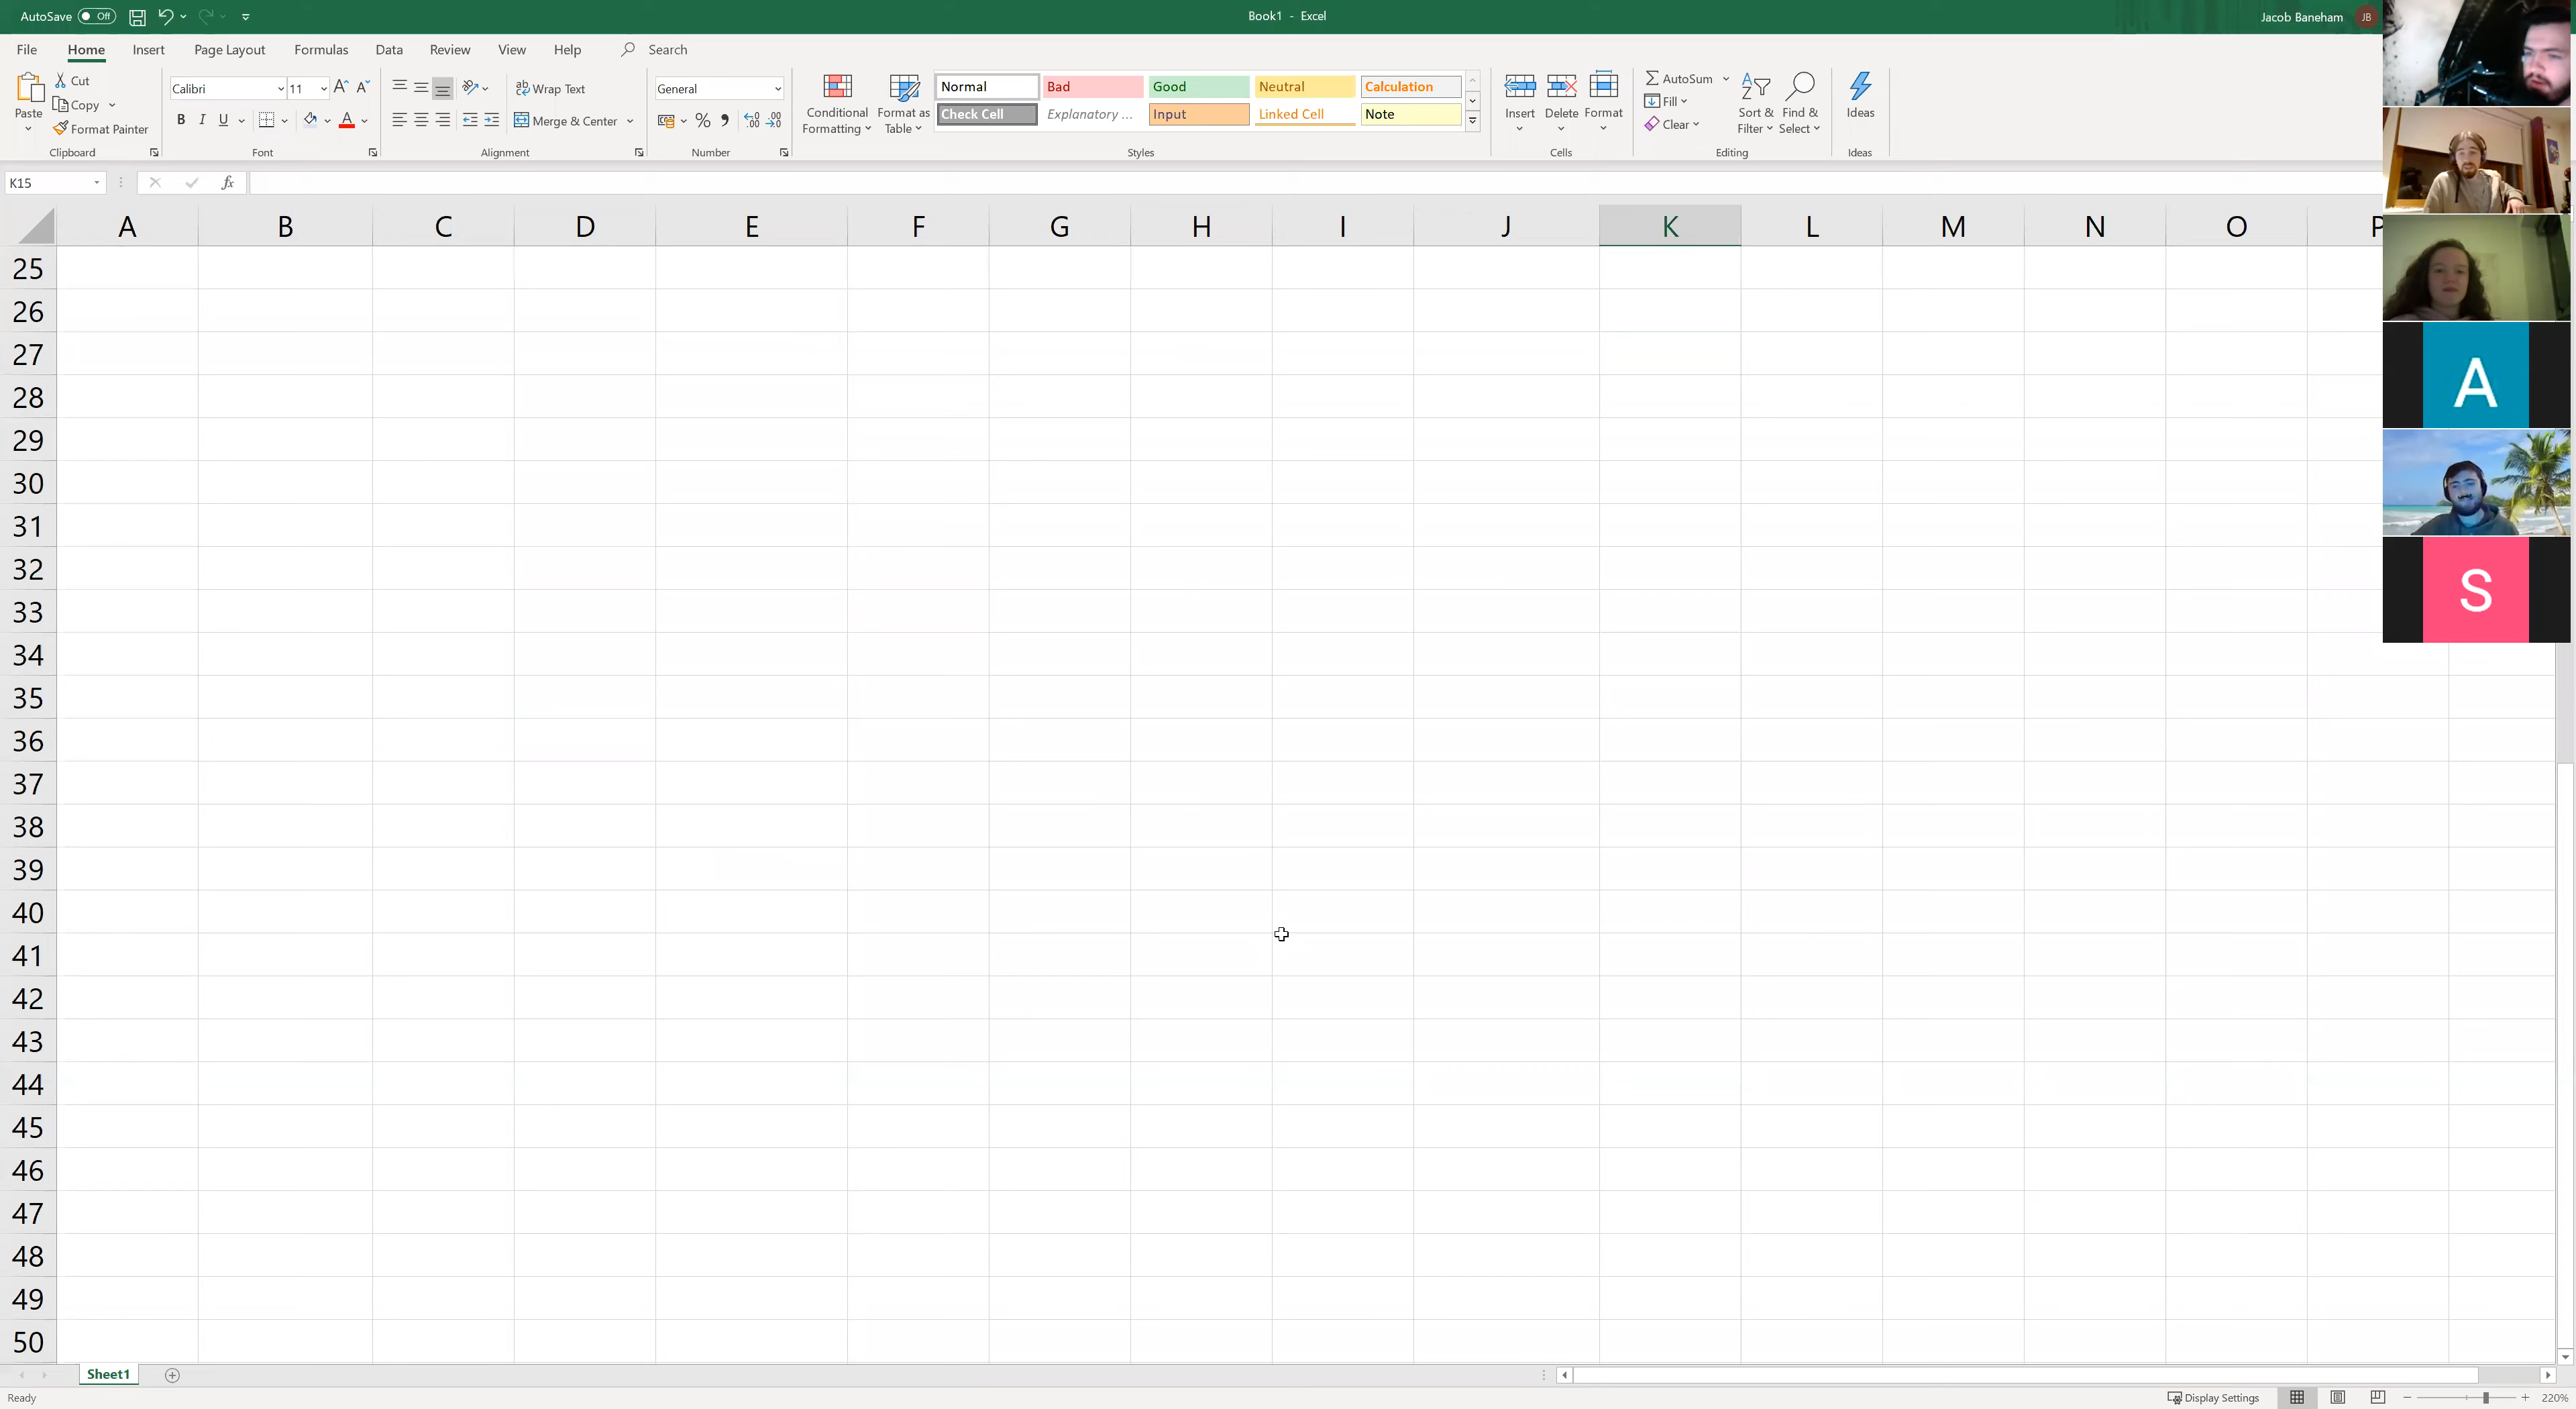 AutoSave Off
Book1 - Excel
Jacob Baneham JB
File Home Insert Page Layout Formulas Data Review View Help Search
Paste
Cut
Copy
Format Painter
Clipboard
Calibri 11
B I U
Font
ab Wrap Text
Merge & Center
Alignment
General
Number
Conditional Formatting
Format as Table
Normal Bad Good Neutral Calculation
Check Cell Explanatory ... Input Linked Cell Note
Styles
Insert Delete Format
Cells
AutoSum
Fill
Clear
Sort & Filter
Find & Select
Editing
Ideas
Ideas
K15
fx
A B C D E F G H I J K L M N O P
25
26
27
28
29
30
31
32
33
34
35
36
37
38
39
40
41
42
43
44
45
46
47
48
49
50
A
S
Sheet1
Ready
Display Settings
220%